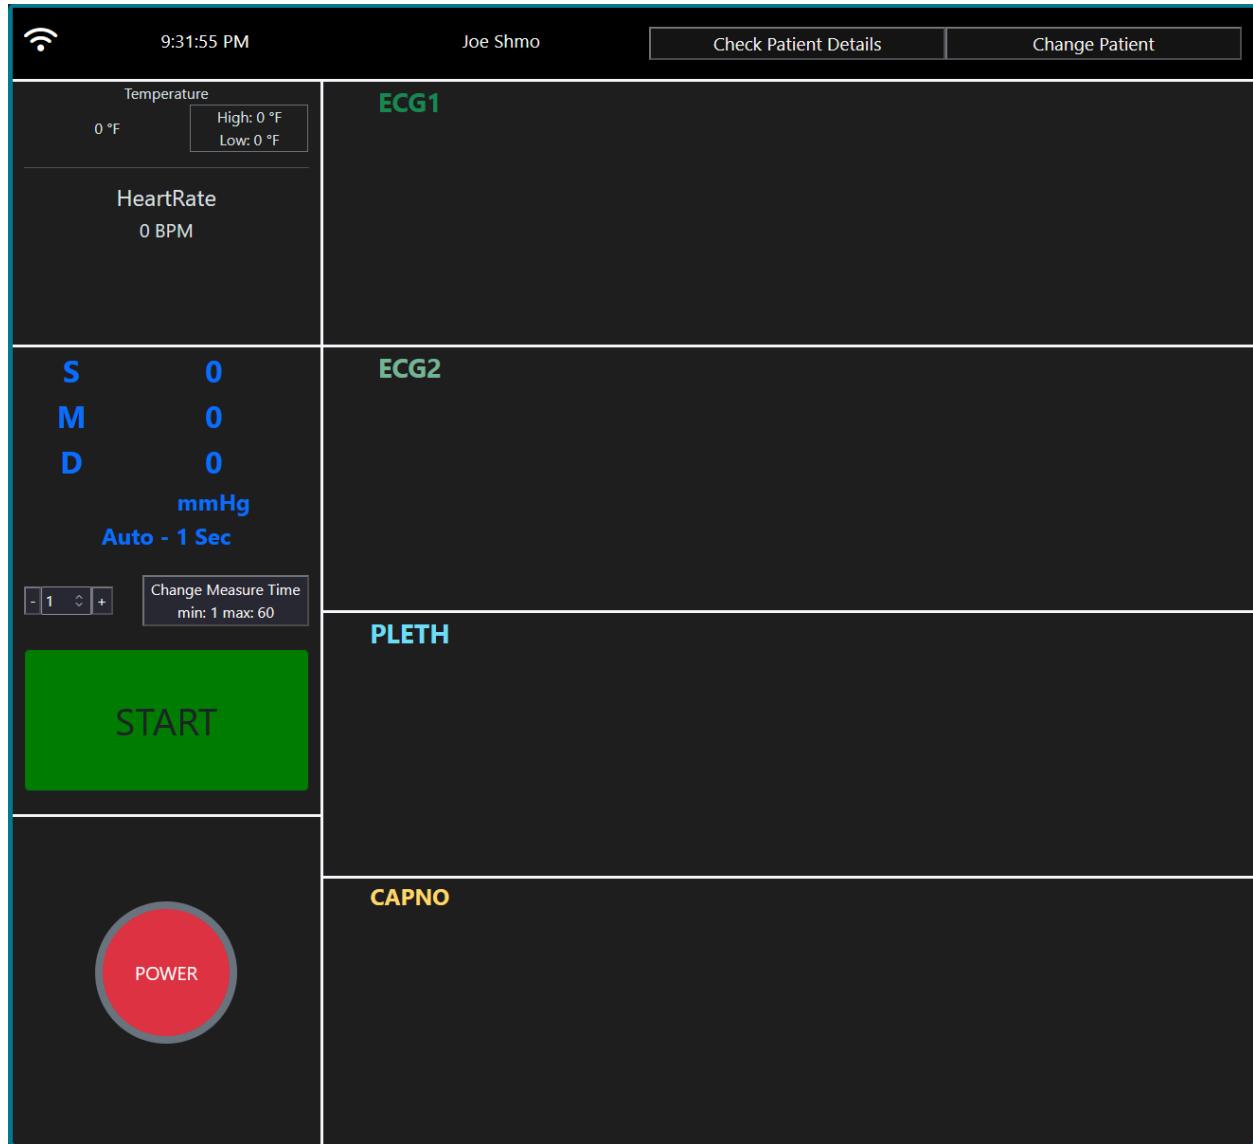 9:31:55 PM
Joe Shmo
Check Patient Details
Change Patient
Temperature
0 °F
High: 0 °F
Low: 0 °F
HeartRate
0 BPM
S 0
M 0
D 0
mmHg
Auto - 1 Sec
- 1 +
Change Measure Time
min: 1 max: 60
START
POWER
ECG1
ECG2
PLETH
CAPNO